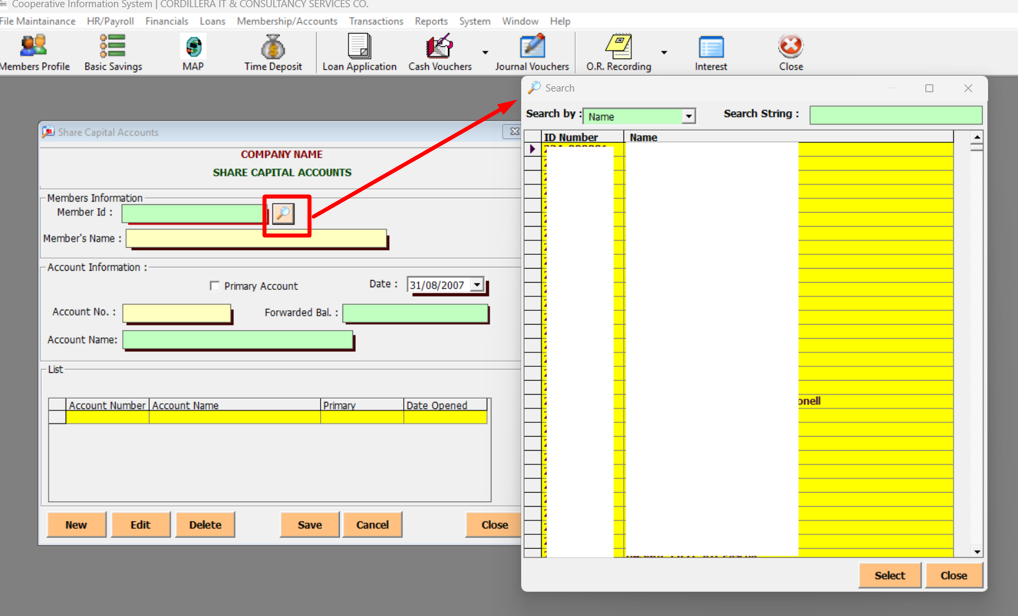 Cooperative Information System | CORDILLERA IT & CONSULTANCY SERVICES CO.
File Maintainance HR/Payroll Financials Loans Membership/Accounts Transactions Reports System Window Help
Members Profile Basic Savings MAP Time Deposit Loan Application Cash Vouchers Journal Vouchers O.R. Recording Interest Close
Share Capital Accounts
COMPANY NAME
SHARE CAPITAL ACCOUNTS
Members Information
Member Id :
Member's Name :
Account Information :
Primary Account Date : 31/08/2007
Account No. : Forwarded Bal. :
Account Name:
List
Account Number Account Name Primary Date Opened
New Edit Delete Save Cancel Close
Search
Search by : Name Search String :
ID Number Name
onell
Select Close